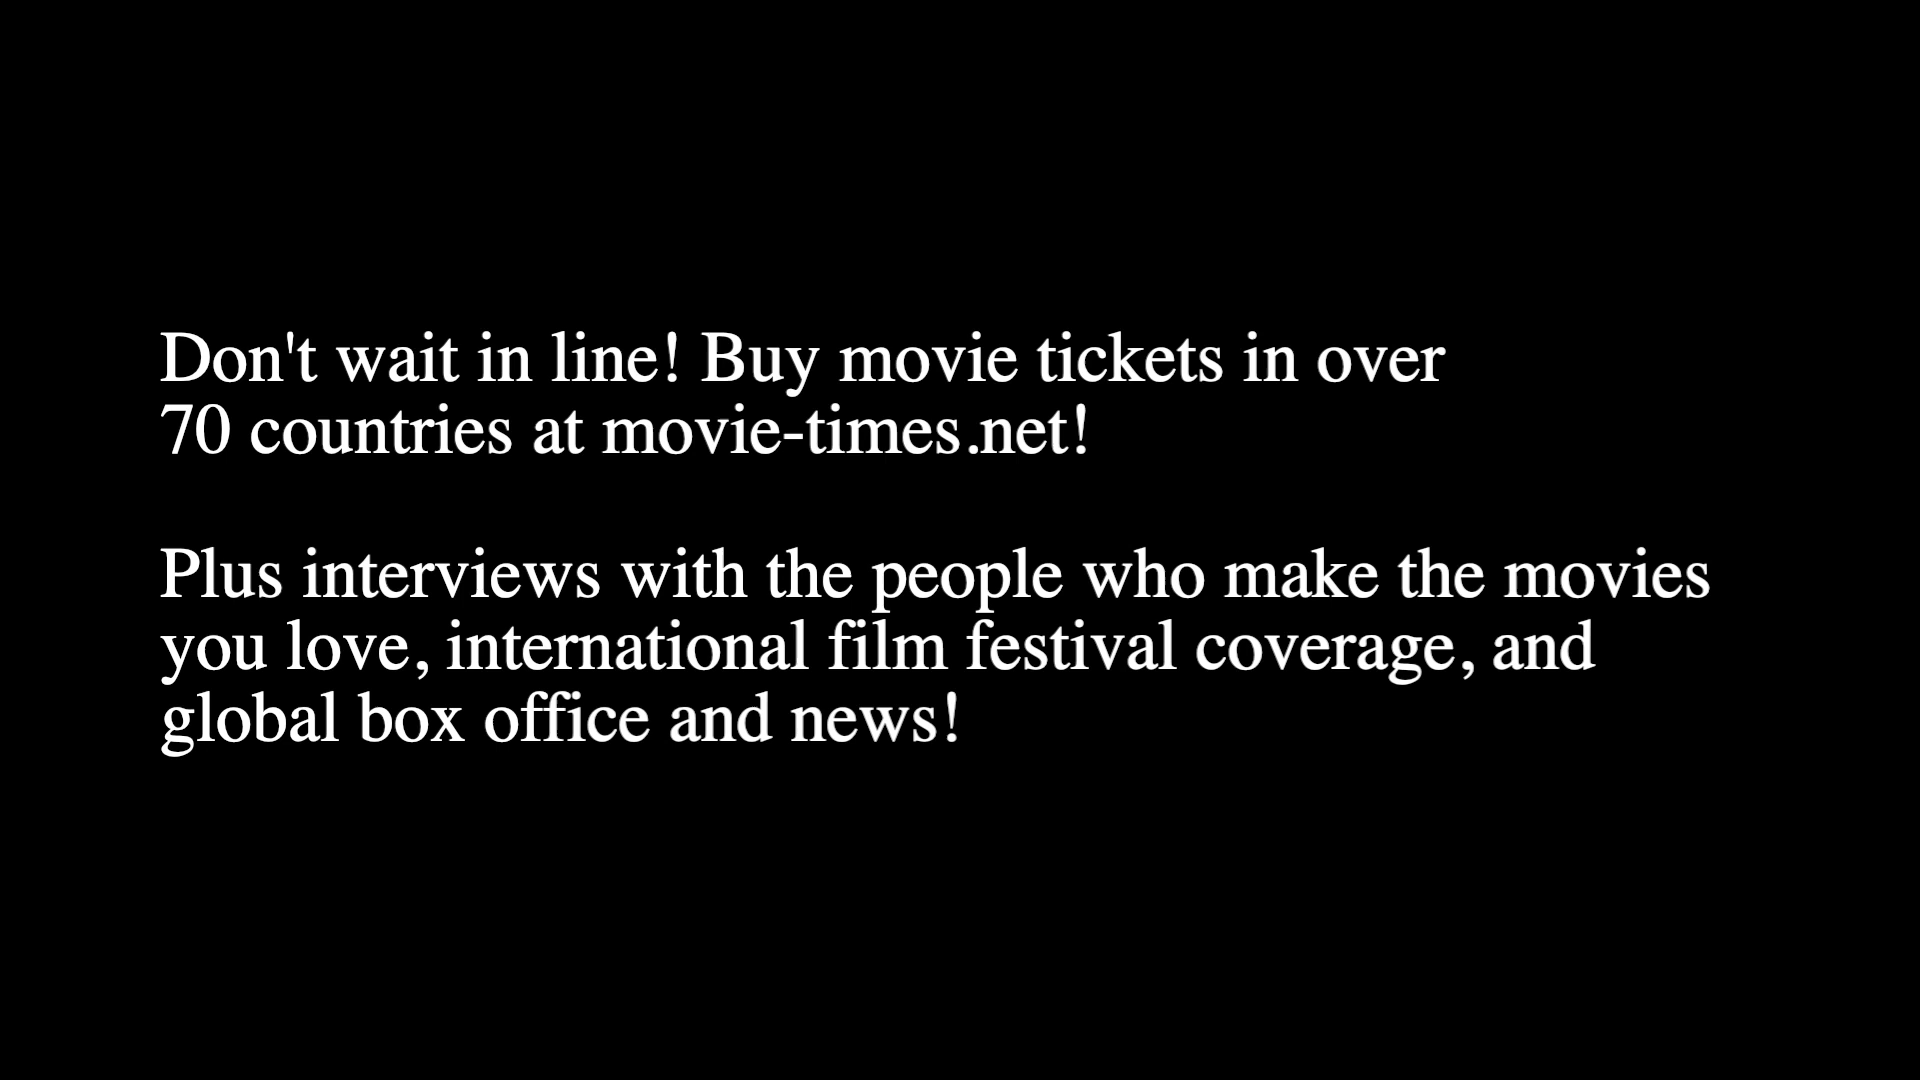 Don't wait in line! Buy movie tickets in over
70 countries at movie-times.net!
Plus interviews with the people who make the movies
you love, international film festival coverage, and
global box office and news!